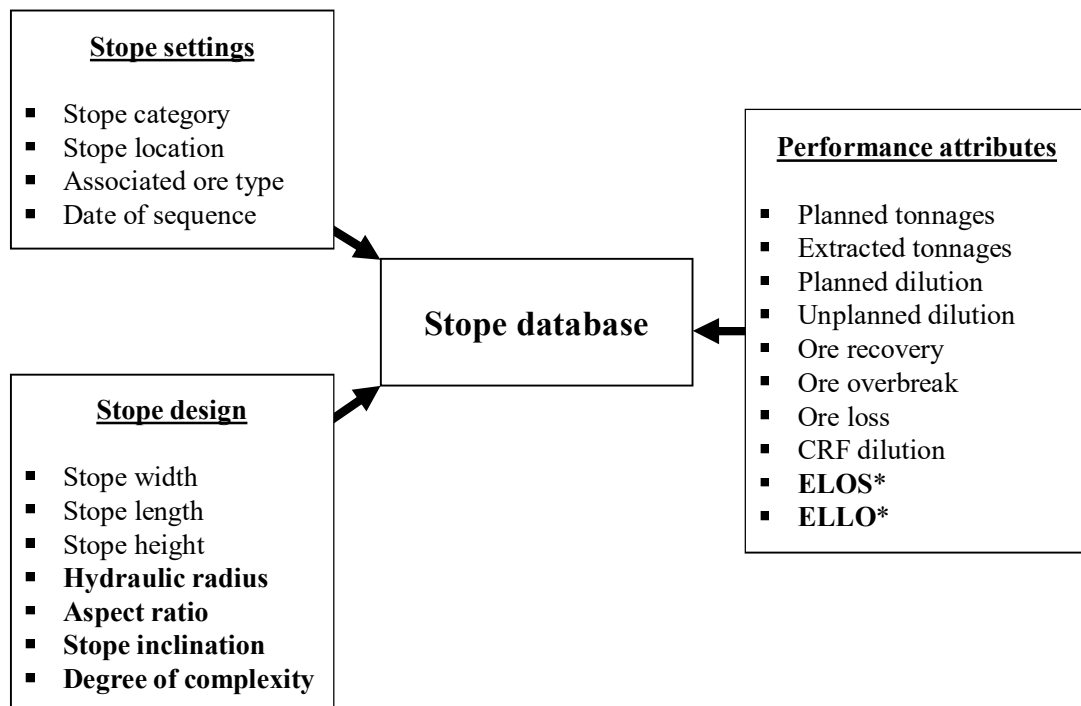 Stope settings
▪ Stope category
▪ Stope location
▪ Associated ore type
▪ Date of sequence
Stope design
▪ Stope width
▪ Stope length
▪ Stope height
▪ Hydraulic radius
▪ Aspect ratio
▪ Stope inclination
▪ Degree of complexity
Stope database
Performance attributes
▪ Planned tonnages
▪ Extracted tonnages
▪ Planned dilution
▪ Unplanned dilution
▪ Ore recovery
▪ Ore overbreak
▪ Ore loss
▪ CRF dilution
▪ ELOS*
▪ ELLO*